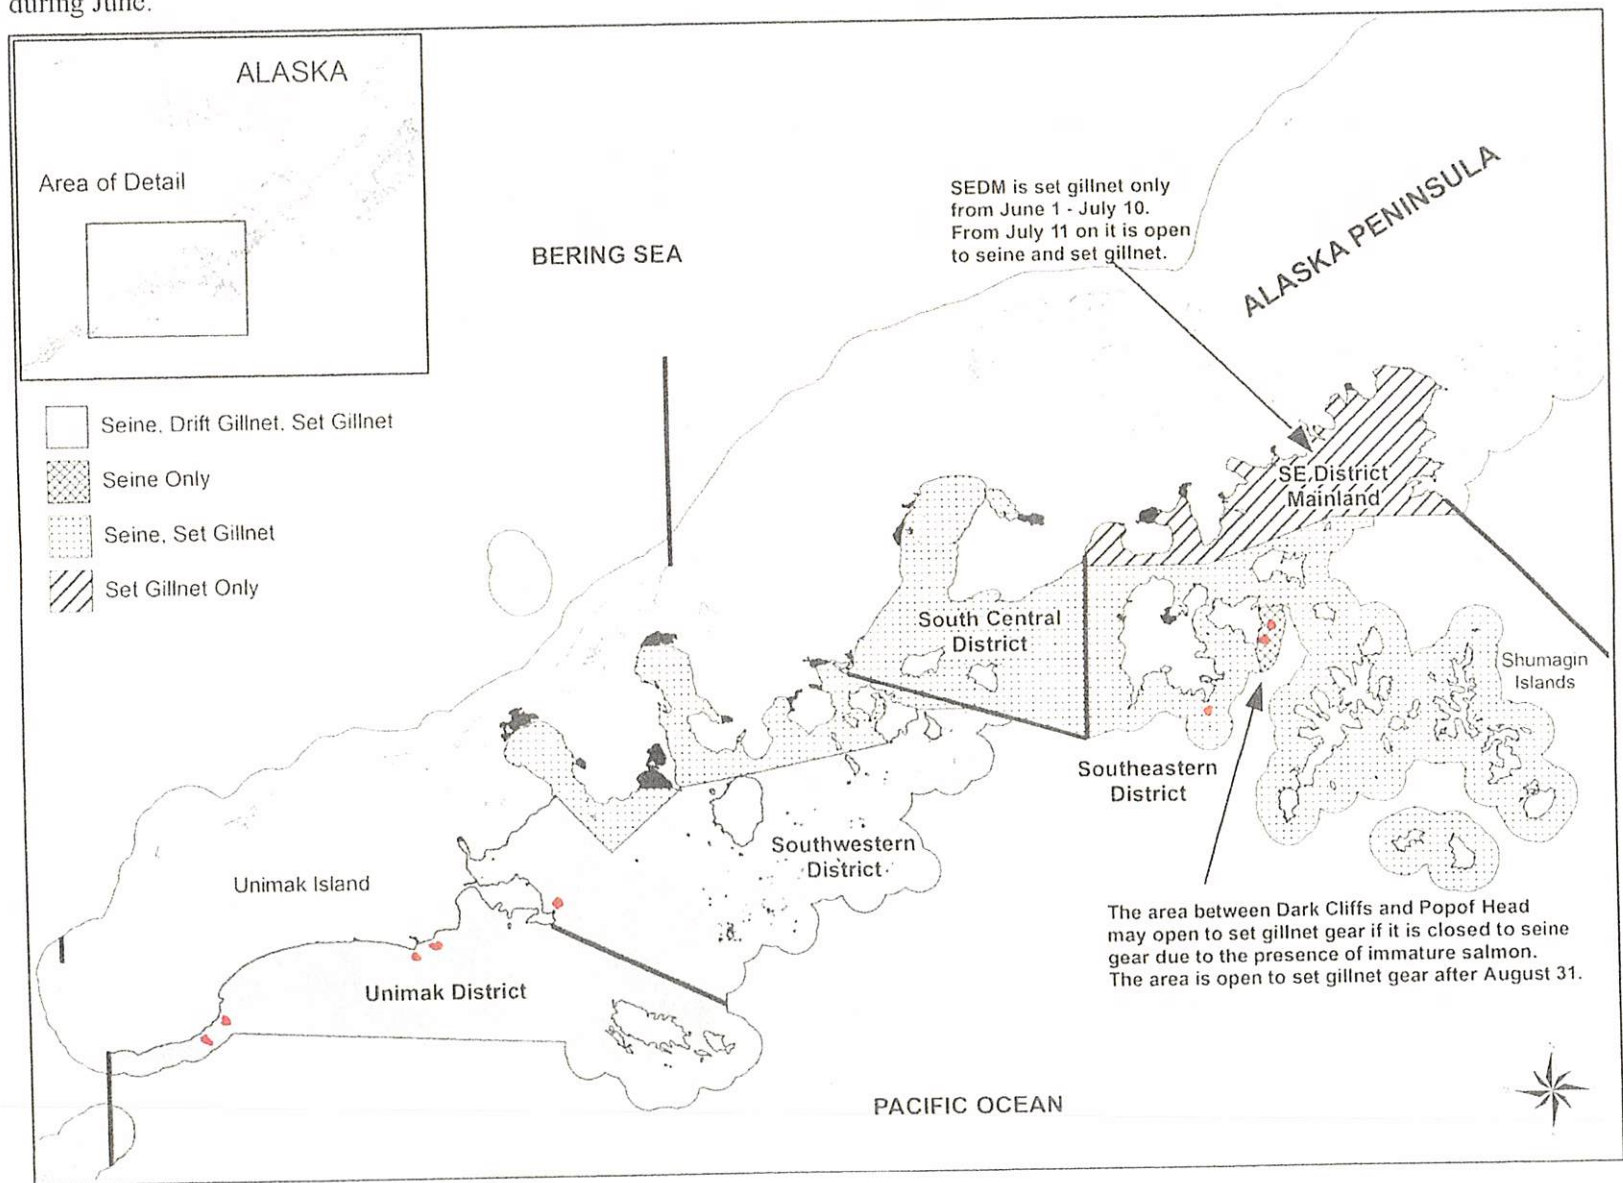 during June.
ALASKA
Area of Detail
BERING SEA
SEDM is set gillnet only
from June 1 - July 10.
From July 11 on it is open
to seine and set gillnet.
ALASKA PENINSULA
Seine, Drift Gillnet, Set Gillnet
Seine Only
Seine, Set Gillnet
Set Gillnet Only
SE District
Mainland
South Central
District
Shumagin
Islands
Southeastern
District
Southwestern
District
Unimak Island
Unimak District
The area between Dark Cliffs and Popof Head
may open to set gillnet gear if it is closed to seine
gear due to the presence of immature salmon.
The area is open to set gillnet gear after August 31.
PACIFIC OCEAN